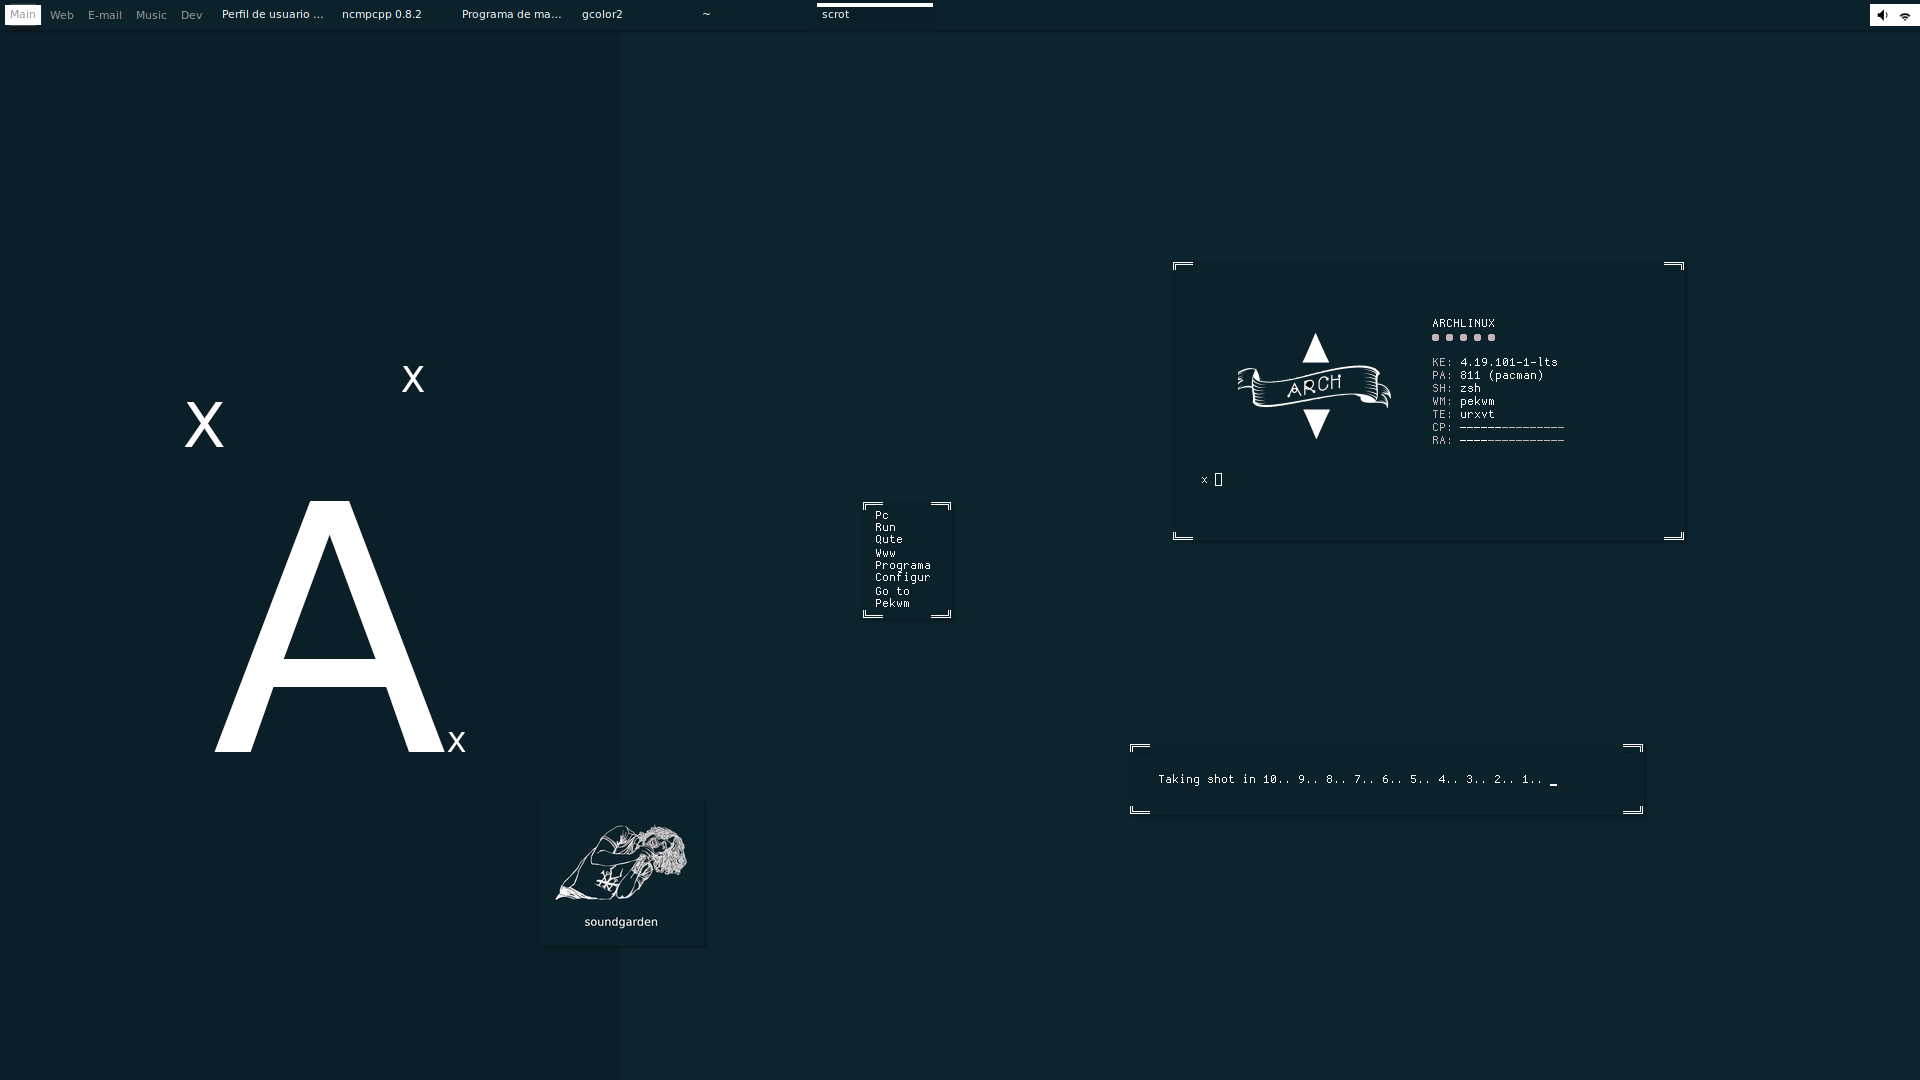 Main Web E-mail Music Dev Perfil de usuario ... ncmpcpp 0.8.2 Programa de ma... gcolor2 ~ scrot
x
X
A
x
ARCHLINUX
ARCH
KE: 4.19.101-1-lts
PA: 811 (pacman)
SH: zsh
WM: pekwm
TE: urxvt
CP: ---------------
RA: ---------------
x
Pc
Run
Qute
Www
Programa
Configur
Go to
Pekwm
Taking shot in 10.. 9.. 8.. 7.. 6.. 5.. 4.. 3.. 2.. 1.. _
soundgarden